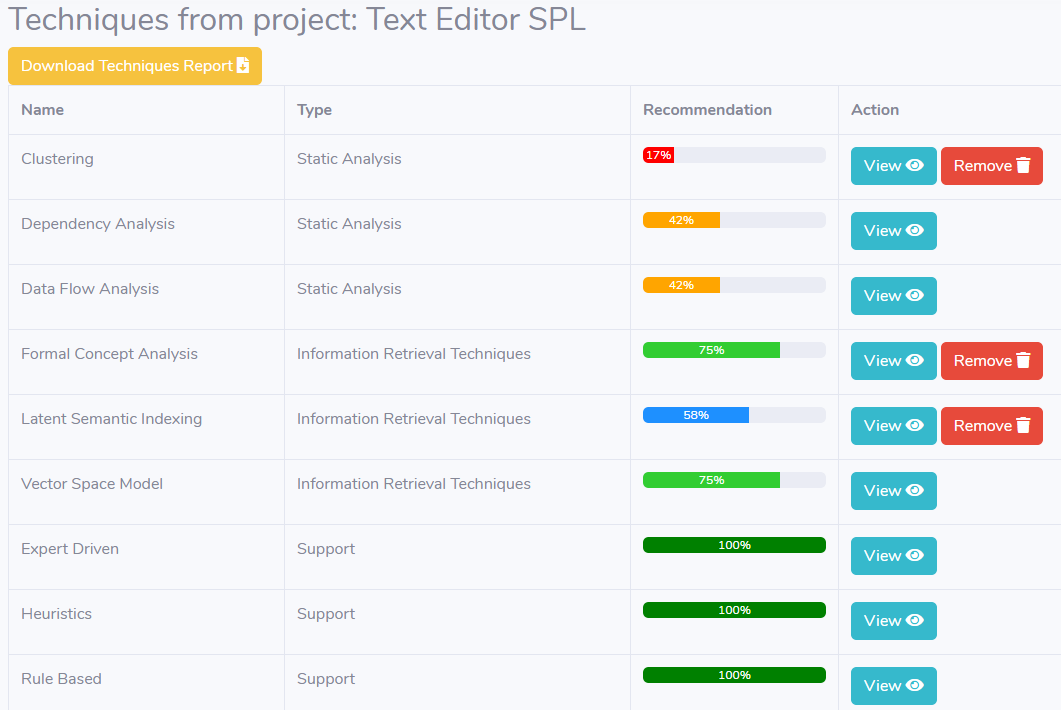 Techniques from project: Text Editor SPL
Download Techniques Report
Name Type Recommendation Action
Clustering Static Analysis 17% View Remove
Dependency Analysis Static Analysis 42% View
Data Flow Analysis Static Analysis 42% View
Formal Concept Analysis Information Retrieval Techniques 75% View Remove
Latent Semantic Indexing Information Retrieval Techniques 58% View Remove
Vector Space Model Information Retrieval Techniques 75% View
Expert Driven Support 100% View
Heuristics Support 100% View
Rule Based Support 100% View